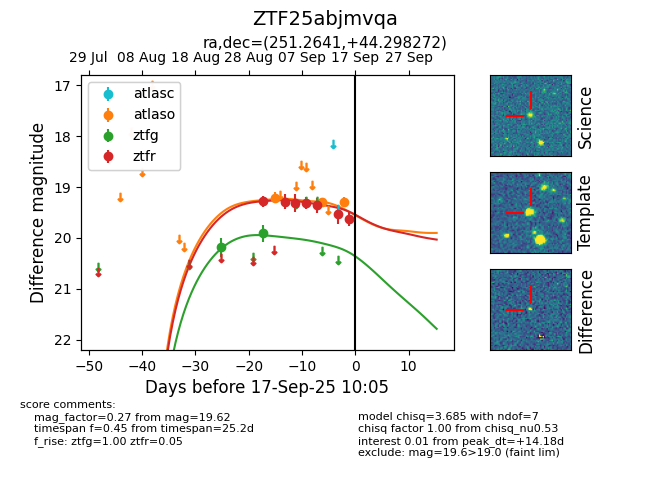 ZTF25abjmvqa
ra,dec=(251.2641,+44.298272)
29 Jul 08 Aug 18 Aug 28 Aug 07 Sep 17 Sep 27 Sep
atlasc
atlaso
ztfg
ztfr
17
18
19
20
21
22
Difference magnitude
−50 −40 −30 −20 −10 0 10
Days before 17-Sep-25 10:05
Science
Template
Difference
score comments:
mag_factor=0.27 from mag=19.62
timespan f=0.45 from timespan=25.2d
f_rise: ztfg=1.00 ztfr=0.05
model chisq=3.685 with ndof=7
chisq factor 1.00 from chisq_nu0.53
interest 0.01 from peak_dt=+14.18d
exclude: mag=19.6>19.0 (faint lim)